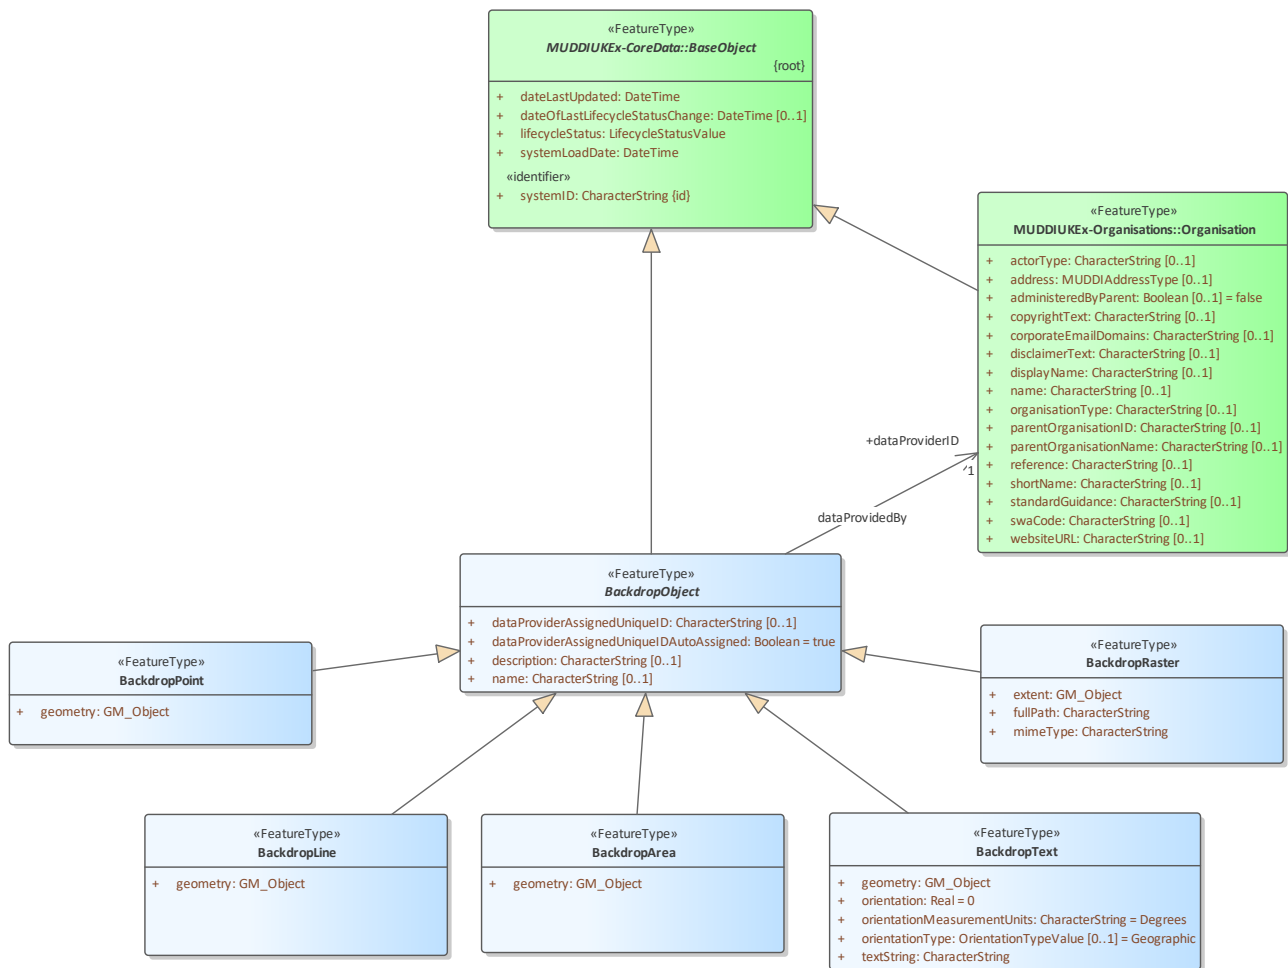 «FeatureType»
MUDDIUKEx-CoreData::BaseObject
{root}
+ dateLastUpdated: DateTime
+ dateOfLastLifecycleStatusChange: DateTime [0..1]
+ lifecycleStatus: LifecycleStatusValue
+ systemLoadDate: DateTime
«identifier»
+ systemID: CharacterString {id}
«FeatureType»
MUDDIUKEx-Organisations::Organisation
+ actorType: CharacterString [0..1]
+ address: MUDDIAddressType [0..1]
+ administeredByParent: Boolean [0..1] = false
+ copyrightText: CharacterString [0..1]
+ corporateEmailDomains: CharacterString [0..1]
+ disclaimerText: CharacterString [0..1]
+ displayName: CharacterString [0..1]
+ name: CharacterString [0..1]
+ organisationType: CharacterString [0..1]
+ parentOrganisationID: CharacterString [0..1]
+ parentOrganisationName: CharacterString [0..1]
+ reference: CharacterString [0..1]
+ shortName: CharacterString [0..1]
+ standardGuidance: CharacterString [0..1]
+ swaCode: CharacterString [0..1]
+ websiteURL: CharacterString [0..1]
+dataProviderID
1
dataProvidedBy
«FeatureType»
BackdropObject
+ dataProviderAssignedUniqueID: CharacterString [0..1]
+ dataProviderAssignedUniqueIDAutoAssigned: Boolean = true
+ description: CharacterString [0..1]
+ name: CharacterString [0..1]
«FeatureType»
BackdropPoint
+ geometry: GM_Object
«FeatureType»
BackdropRaster
+ extent: GM_Object
+ fullPath: CharacterString
+ mimeType: CharacterString
«FeatureType»
BackdropLine
+ geometry: GM_Object
«FeatureType»
BackdropArea
+ geometry: GM_Object
«FeatureType»
BackdropText
+ geometry: GM_Object
+ orientation: Real = 0
+ orientationMeasurementUnits: CharacterString = Degrees
+ orientationType: OrientationTypeValue [0..1] = Geographic
+ textString: CharacterString